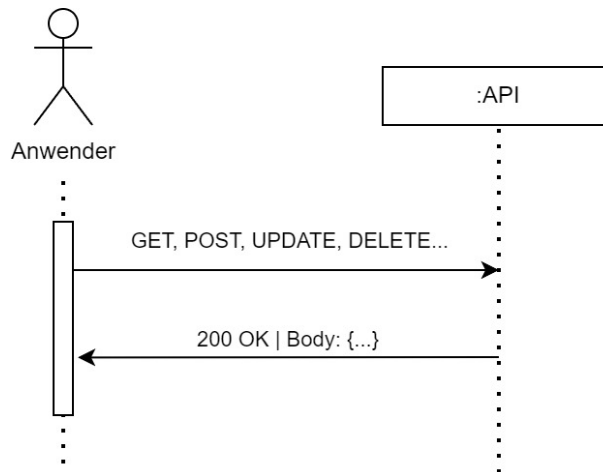 :API
Anwender
GET, POST, UPDATE, DELETE...
200 OK | Body: {...}